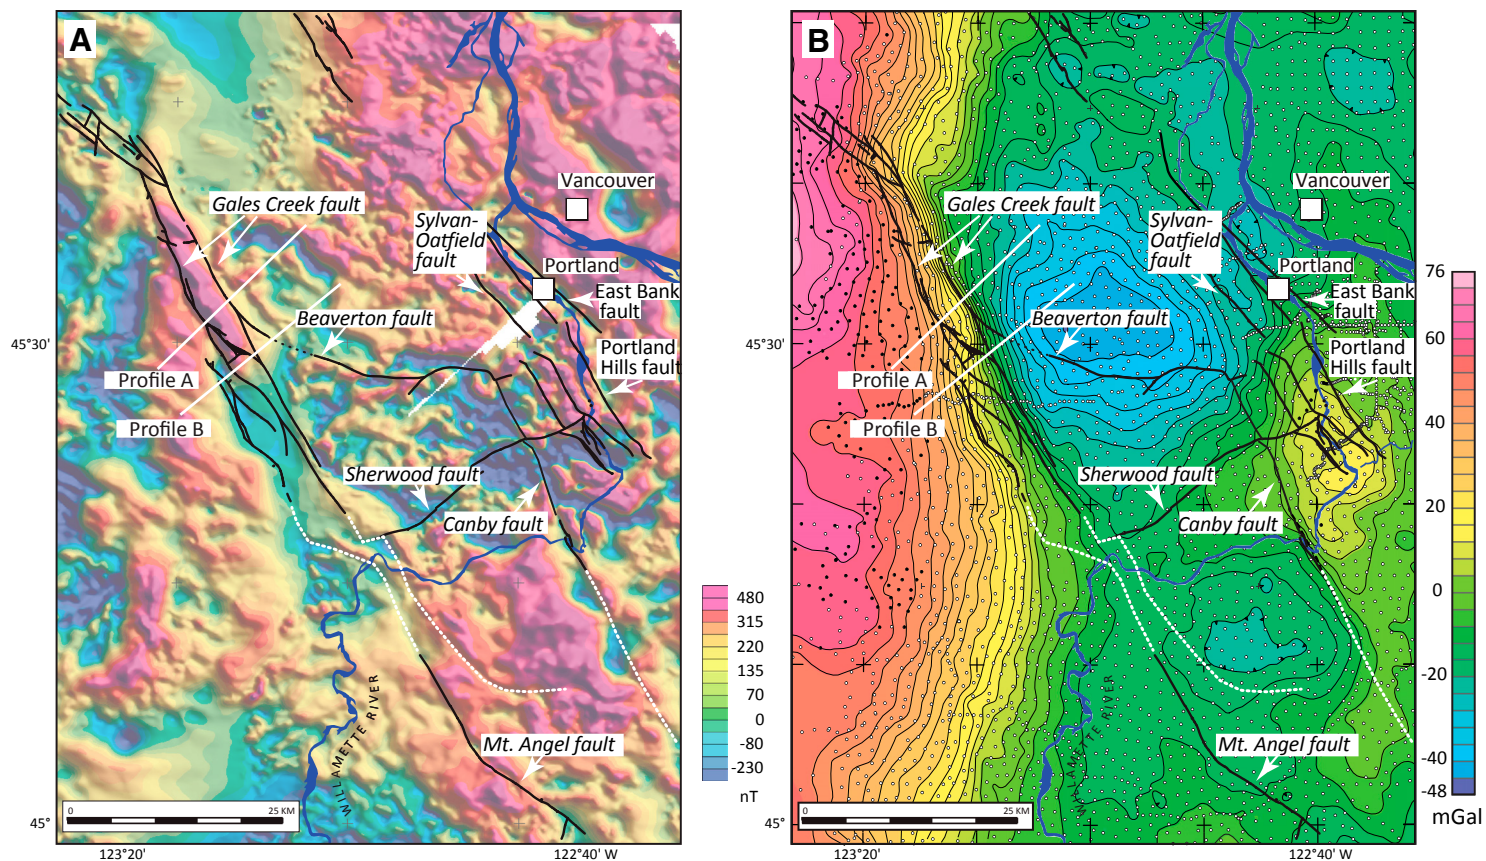 A
Vancouver
Gales Creek fault
Sylvan-
Oatfield
fault
Portland
East Bank
fault
Beaverton fault
45°30'
Portland
Hills fault
Profile A
Profile B
Sherwood fault
Canby fault
480
315
220
135
70
0
-80
-230
nT
WILLAMETTE RIVER
Mt. Angel fault
0
25 KM
45°
123°20'
122°40' W
B
Vancouver
Gales Creek fault
Sylvan-
Oatfield
fault
Portland
East Bank
fault
Beaverton fault
45°30'
Portland
Hills fault
Profile A
Profile B
Sherwood fault
Canby fault
76
60
40
20
0
-20
-40
-48
mGal
WILLAMETTE RIVER
Mt. Angel fault
0
25 KM
45°
123°20'
122°40' W